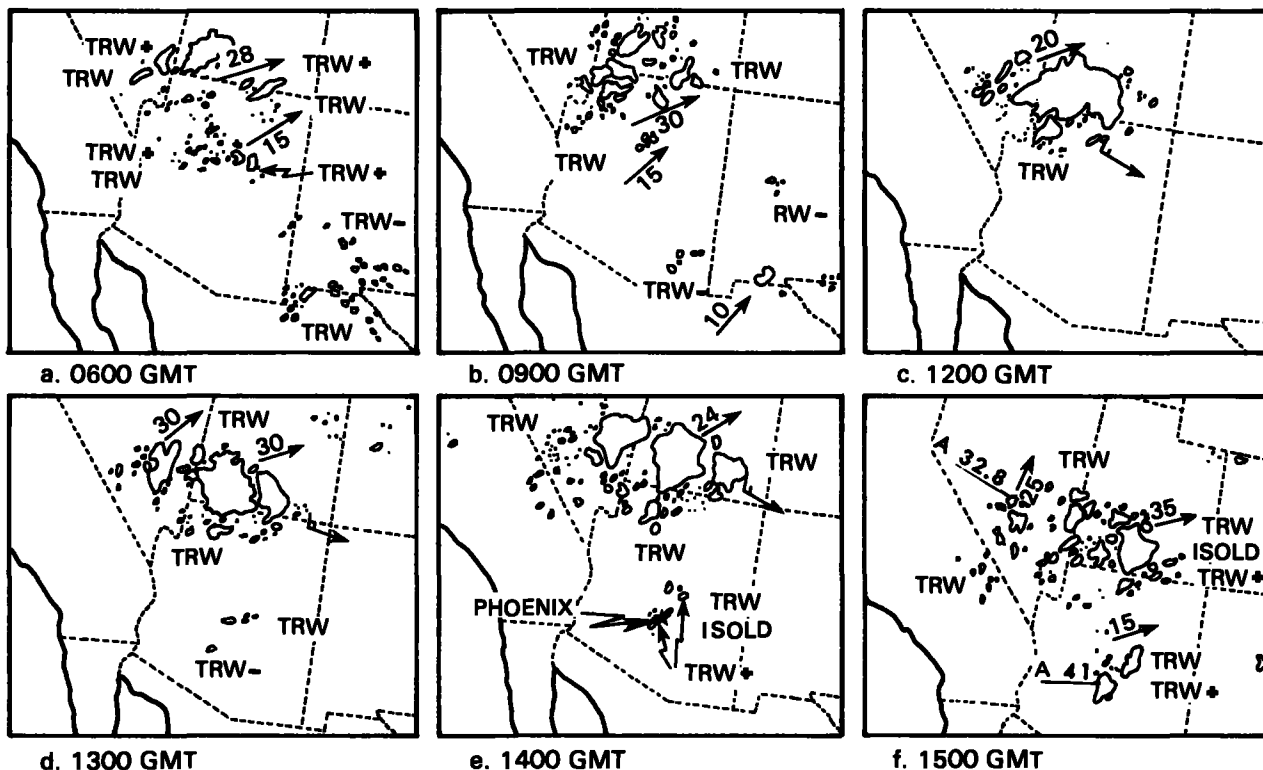 TRW+
28
TRW+
TRW
TRW
TRW+
15
TRW
TRW+
TRW-
TRW
a. 0600 GMT
TRW
TRW
30
TRW
15
RW-
TRW-
10
b. 0900 GMT
20
TRW
c. 1200 GMT
30
TRW
30
TRW
TRW
TRW-
d. 1300 GMT
TRW
24
TRW
TRW
PHOENIX
TRW
ISOLD
TRW+
e. 1400 GMT
A
32.8
25
TRW
35
TRW
ISOLD
TRW+
TRW
15
A 41
TRW
TRW+
f. 1500 GMT